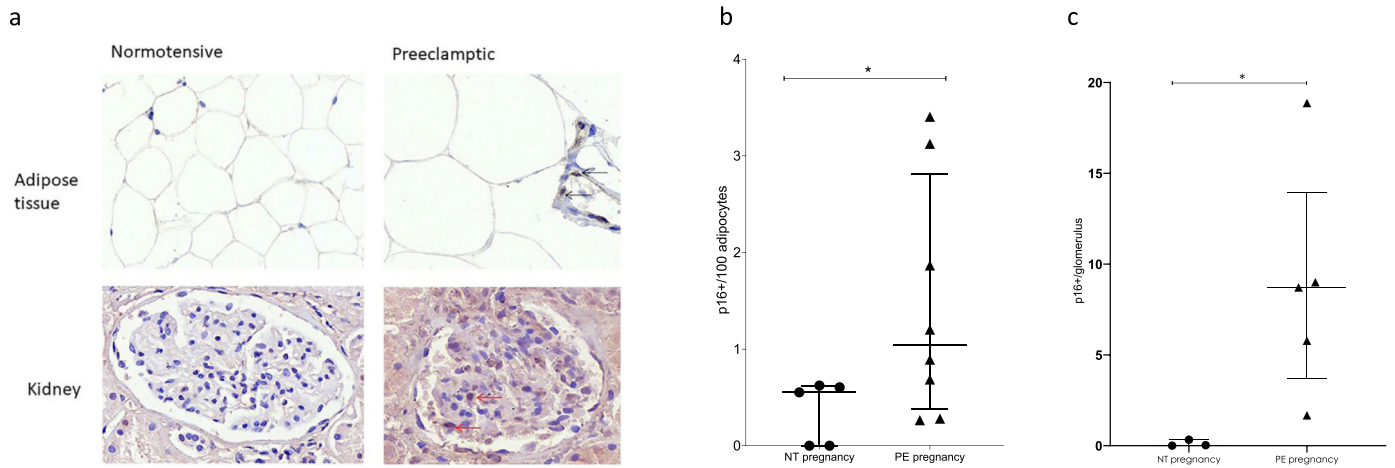 a
Normotensive
Preeclamptic
Adipose
tissue
Kidney
b
p16+/100 adipocytes
4
3
2
1
0
*
NT pregnancy
PE pregnancy
c
p16+/glomerulus
20
15
10
5
0
*
NT pregnancy
PE pregnancy